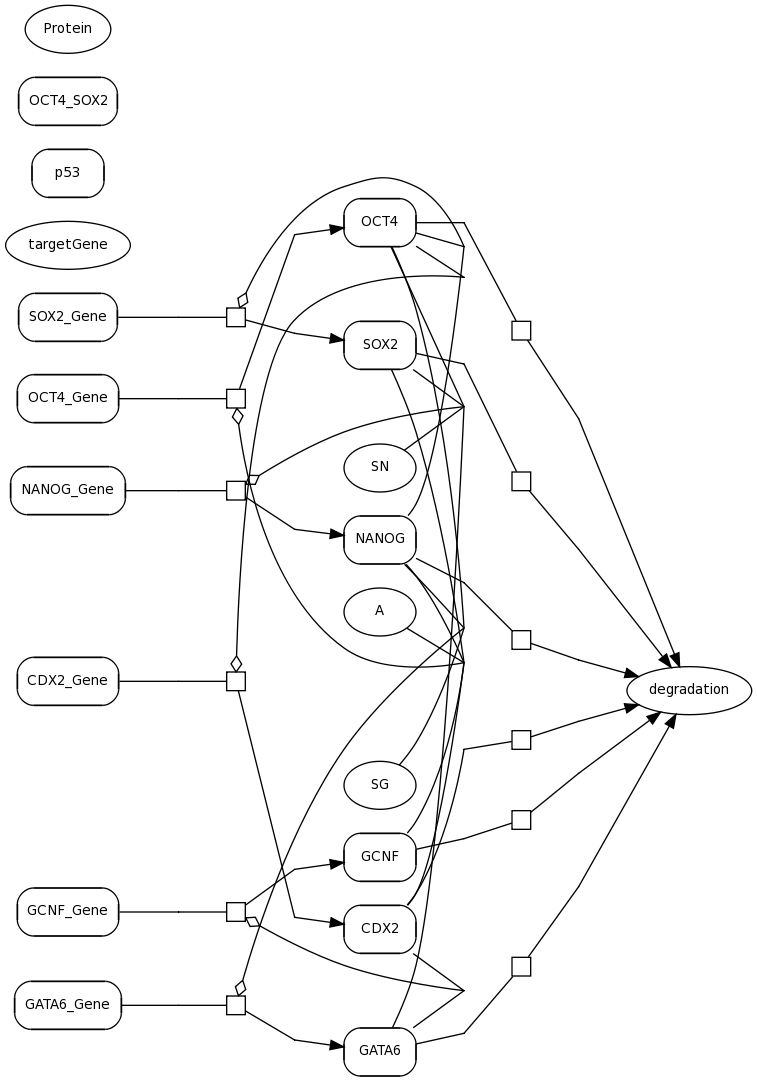 Protein
OCT4_SOX2
p53
targetGene
OCT4
SOX2_Gene
SOX2
OCT4_Gene
SN
NANOG_Gene
NANOG
A
CDX2_Gene
degradation
SG
GCNF
GCNF_Gene
CDX2
GATA6_Gene
GATA6